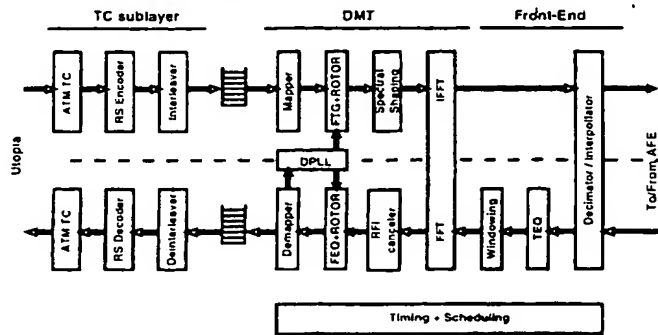 TC sublayer
DMT
Front-End
Utopia
ATM TC
RS Encoder
Interleaver
Mapper
FTG+ROTOR
Spectral
Shaping
IFFT
Decimator / Interpollator
To/From AFE
DPLL
ATM TC
RS Decoder
Deinterleaver
Demapper
FEQ+ROTOR
RFI
canceler
FFT
Windowing
TEQ
Timing + Scheduling